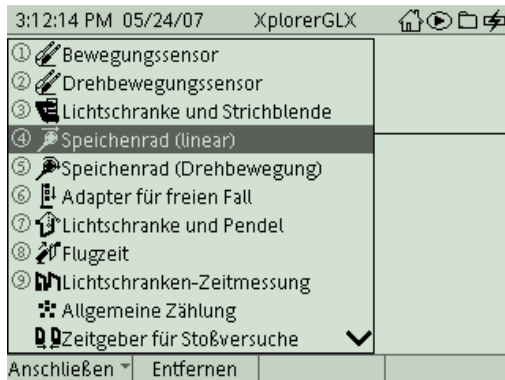 3:12:14 PM 05/24/07 XplorerGLX
① Bewegungssensor
② Drehbewegungssensor
③ Lichtschranke und Strichblende
④ Speichenrad (linear)
⑤ Speichenrad (Drehbewegung)
⑥ Adapter für freien Fall
⑦ Lichtschranke und Pendel
⑧ Flugzeit
⑨ Lichtschranken-Zeitmessung
Allgemeine Zählung
Zeitgeber für Stoßversuche
Anschließen Entfernen